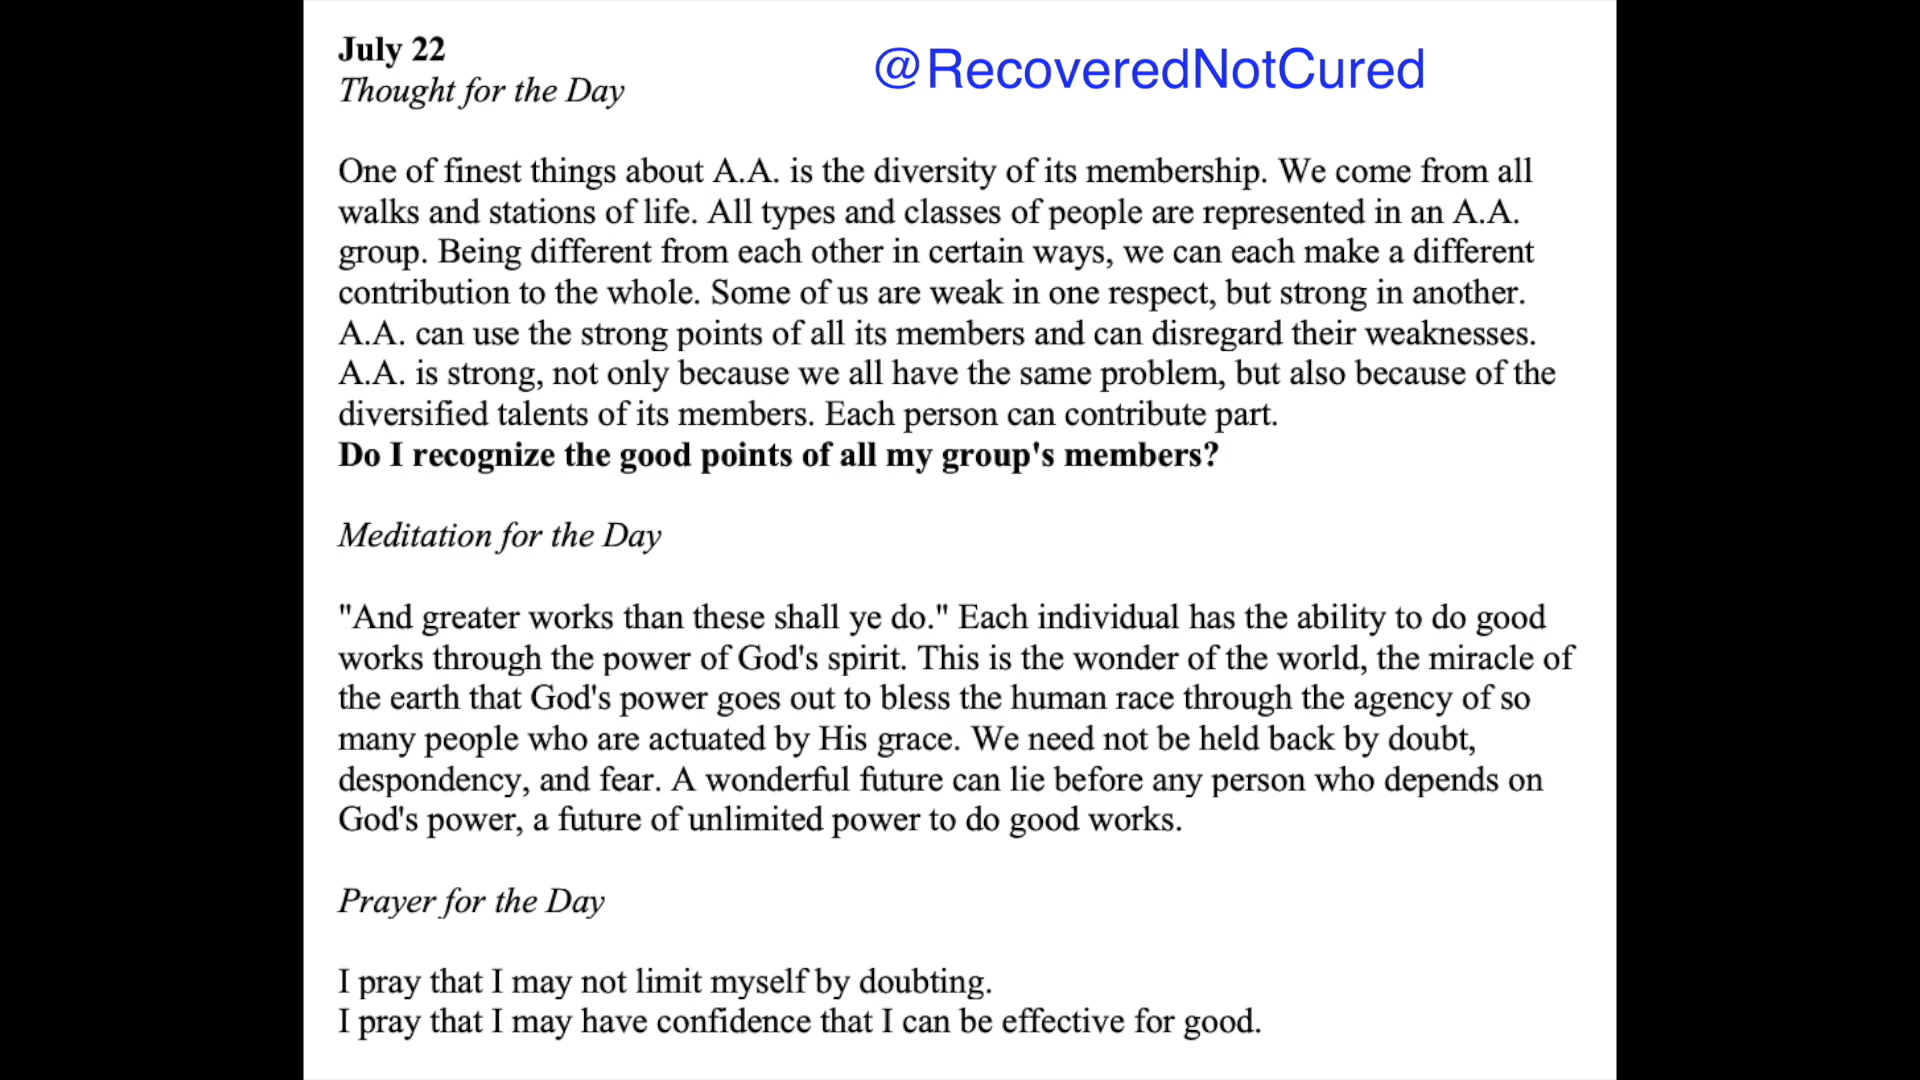 July 22
@RecoveredNotCured
Thought for the Day
One of finest things about A.A. is the diversity of its membership. We come from all
walks and stations of life. All types and classes of people are represented in an A.A.
group. Being different from each other in certain ways, we can each make a different
contribution to the whole. Some of us are weak in one respect, but strong in another.
A.A. can use the strong points of all its members and can disregard their weaknesses.
A.A. is strong, not only because we all have the same problem, but also because of the
diversified talents of its members. Each person can contribute part.
Do I recognize the good points of all my group's members?
Meditation for the Day
"And greater works than these shall ye do." Each individual has the ability to do good
works through the power of God's spirit. This is the wonder of the world, the miracle of
the earth that God's power goes out to bless the human race through the agency of so
many people who are actuated by His grace. We need not be held back by doubt,
despondency, and fear. A wonderful future can lie before any person who depends on
God's power, a future of unlimited power to do good works.
Prayer for the Day
I pray that I may not limit myself by doubting.
I pray that I may have confidence that I can be effective for good.